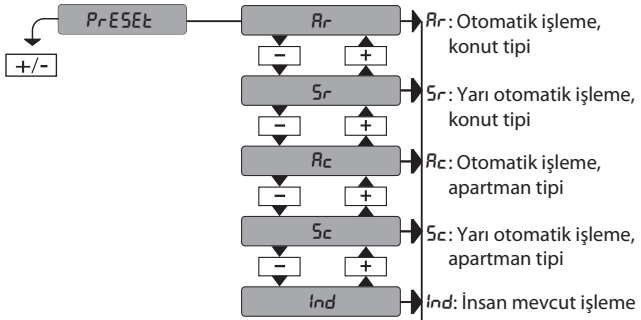 PrESEt
+/-
Ar
Ar: Otomatik işleme,
konut tipi
- +
Sr
Sr: Yarı otomatik işleme,
konut tipi
- +
Ac
Ac: Otomatik işleme,
apartman tipi
- +
Sc
Sc: Yarı otomatik işleme,
apartman tipi
- +
Ind
Ind: İnsan mevcut işleme